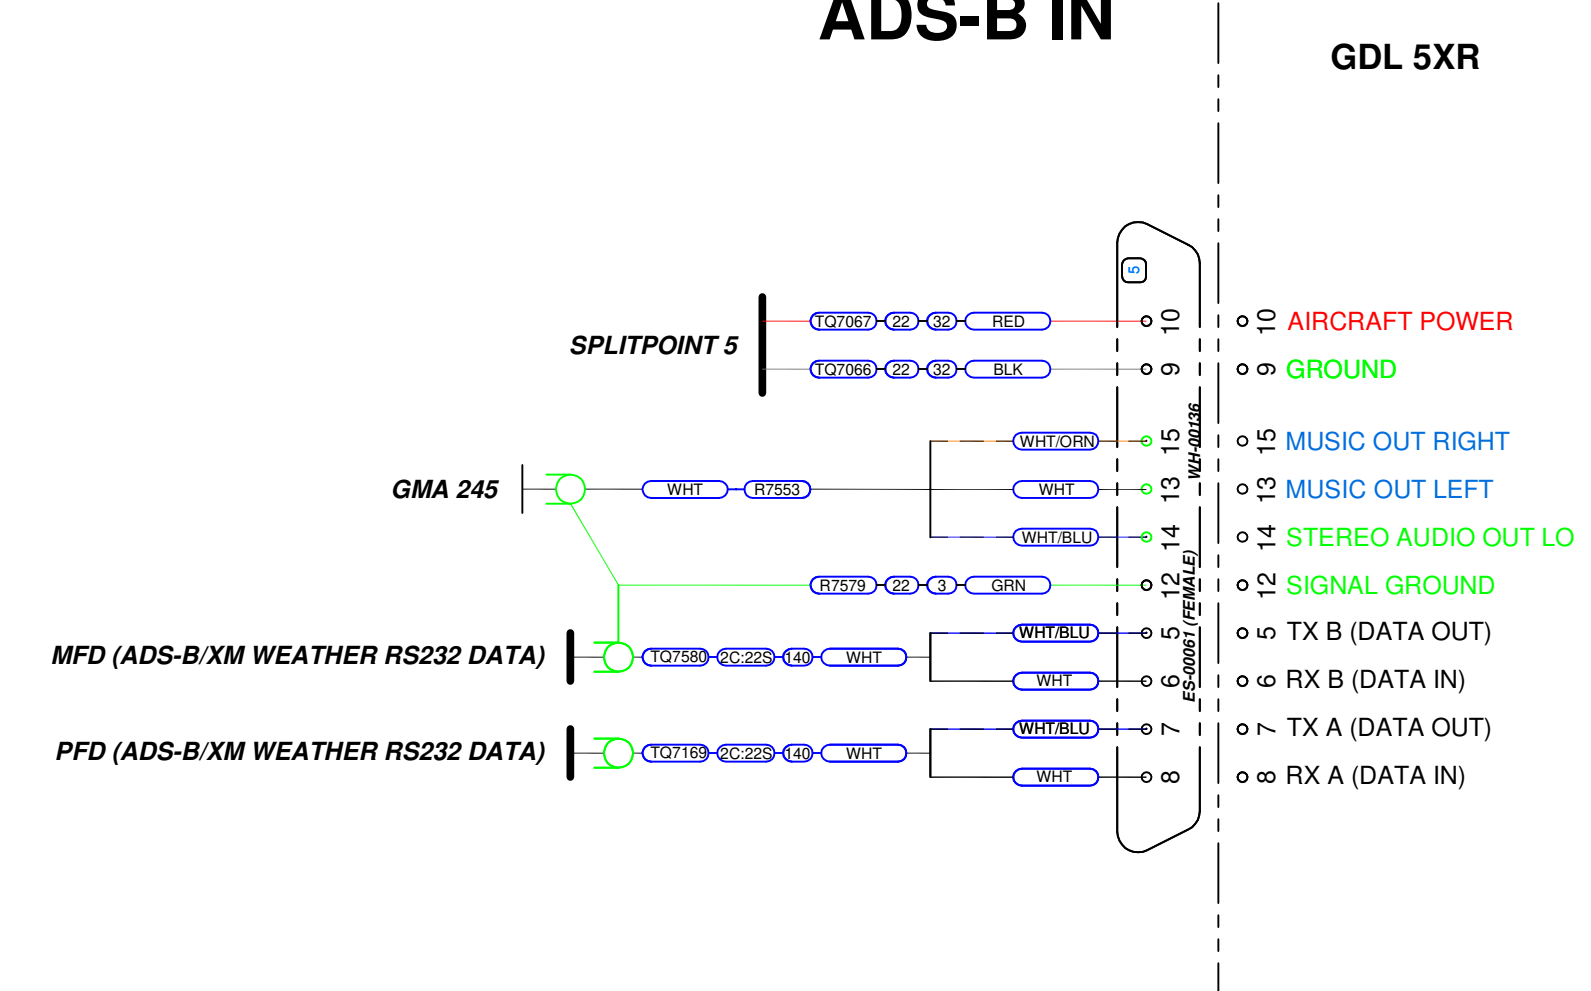 ADS-B IN
GDL 5XR
5
SPLITPOINT 5
TQ7067 22 32 RED 10 10 AIRCRAFT POWER
TQ7066 22 32 BLK 9 9 GROUND
WH-00136
WHT/ORN 15 15 MUSIC OUT RIGHT
GMA 245 WHT R7553 WHT 13 13 MUSIC OUT LEFT
WHT/BLU 14 14 STEREO AUDIO OUT LO
R7579 22 3 GRN 12 12 SIGNAL GROUND
ES-00061 (FEMALE)
WHT/BLU 5 5 TX B (DATA OUT)
MFD (ADS-B/XM WEATHER RS232 DATA) TQ7580 2C:22S 140 WHT
WHT 6 6 RX B (DATA IN)
WHT/BLU 7 7 TX A (DATA OUT)
PFD (ADS-B/XM WEATHER RS232 DATA) TQ7169 2C:22S 140 WHT
WHT 8 8 RX A (DATA IN)